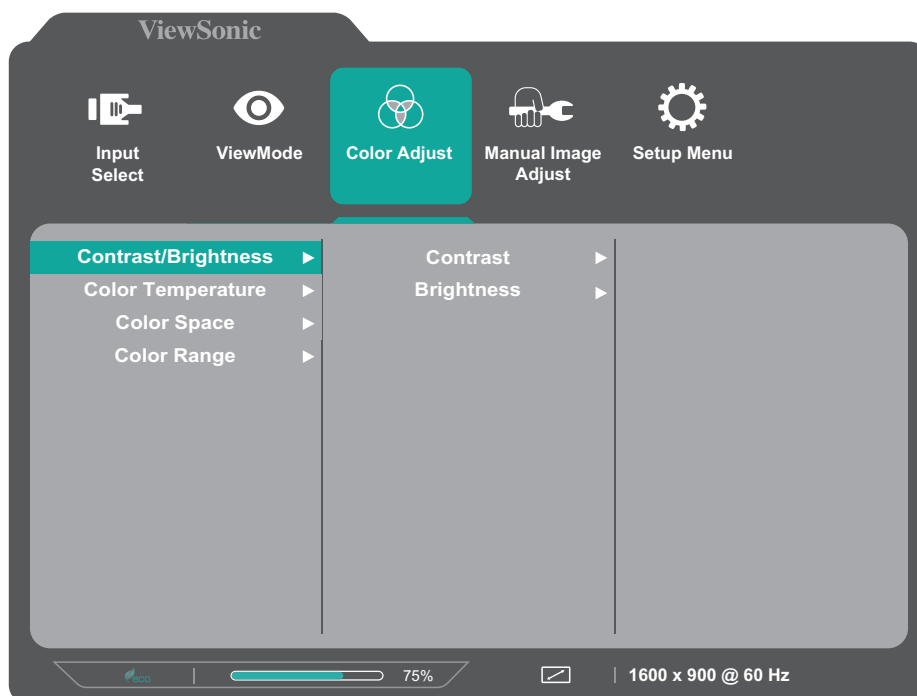 ViewSonic
Input
Select
ViewMode
Color Adjust
Manual Image
Adjust
Setup Menu
Contrast/Brightness
Color Temperature
Color Space
Color Range
Contrast
Brightness
eco
75%
1600 x 900 @ 60 Hz